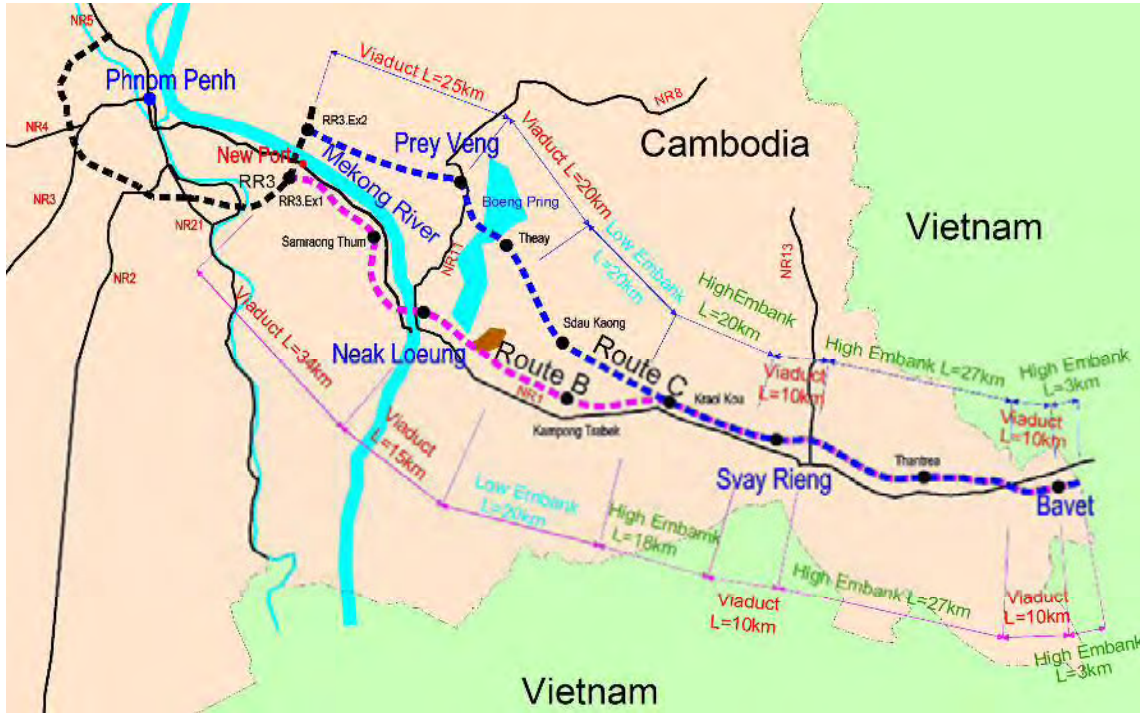 NR5
Viaduct L=25km
Phnom Penh
NR8
RR3.Ex2
NR4
Prey Veng
Viaduct L=20km
Cambodia
New Port
Mekong River
RR3
RR3.Ex1
Boeng Pring
NR3
NR21
Samraong Thum
NR11
Theay
Low Embank
L=20km
Vietnam
NR13
NR2
HighEmbank
L=20km
Viaduct L=34km
Sdau Kaong
Neak Loeung
Route B
Route C
High Embank L=27km
High Embank
L=3km
Viaduct
L=10km
NR1
Kraol Kou
Kampong Trabek
Viaduct
L=10km
Viaduct
L=15km
Svay Rieng
Thantrea
Bavet
Low Embank
L=20km
High Embamk
L=18km
High Embank L=27km
Viaduct
L=10km
Viaduct
L=10km
High Embank
L=3km
Vietnam